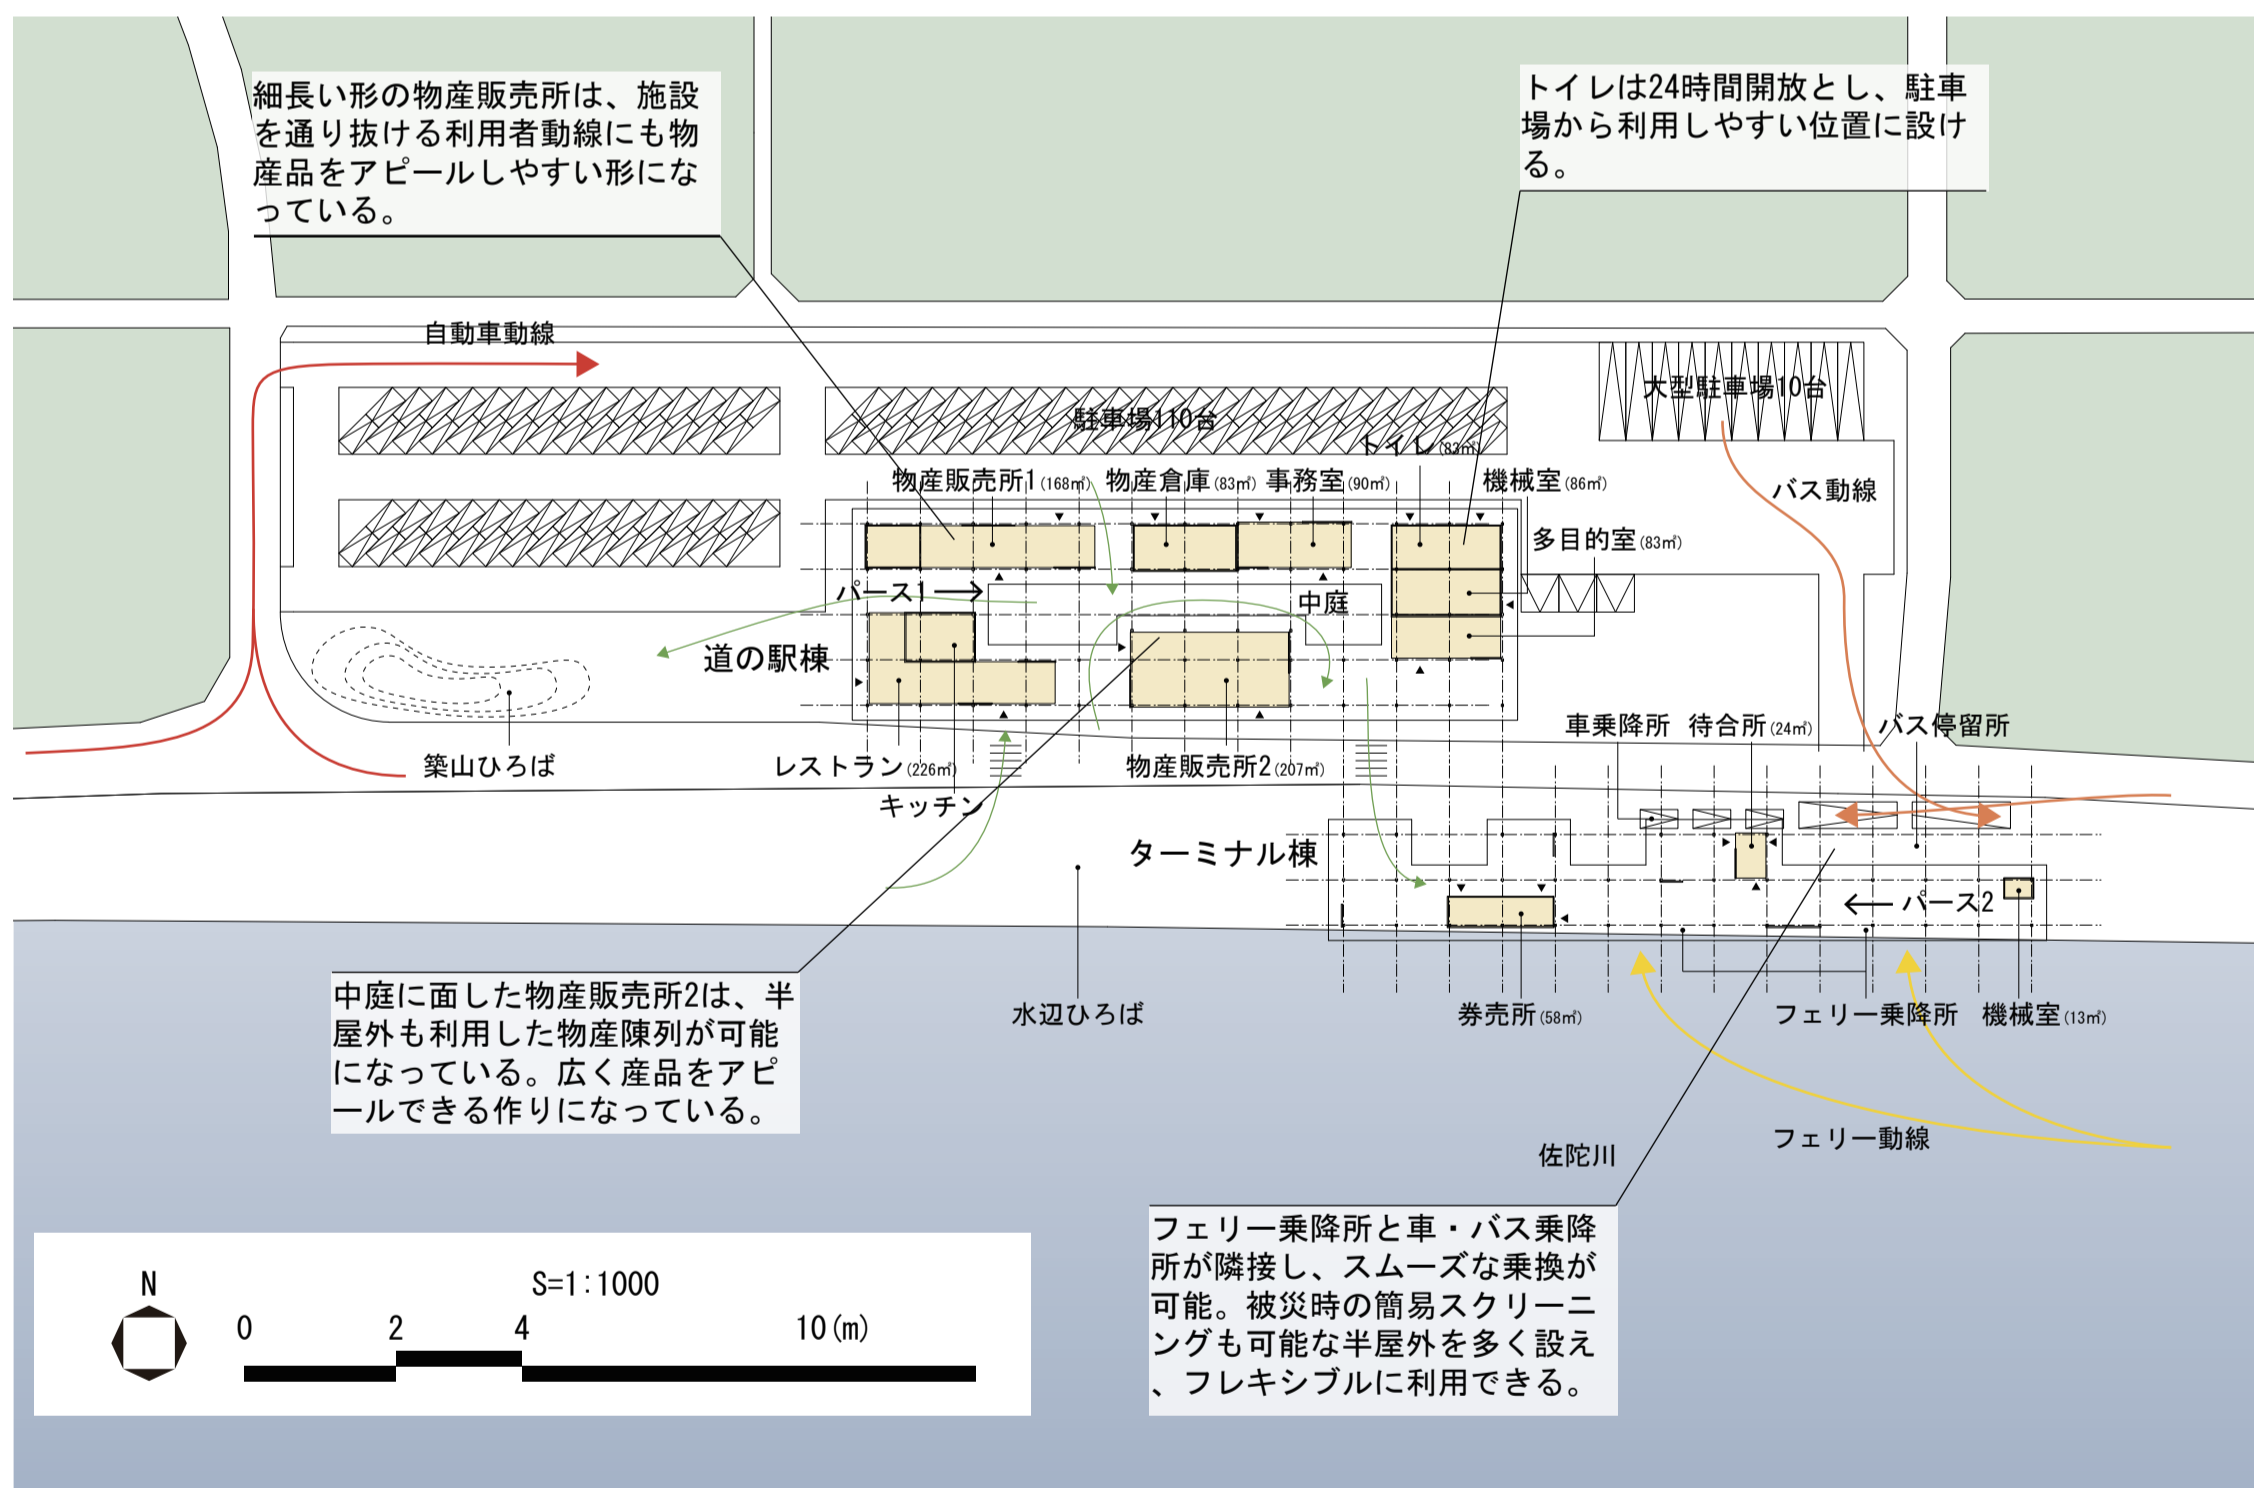 細長い形の物産販売所は、施設
を通り抜ける利用者動線にも物
産品をアピールしやすい形にな
っている。
トイレは24時間開放とし、駐車
場から利用しやすい位置に設け
る。
自動車動線
大型駐車場10台
駐車場110台
トイレ(83㎡)
物産販売所1(168㎡)
物産倉庫(83㎡)
事務室(90㎡)
機械室(86㎡)
バス動線
多目的室(83㎡)
パース1→
中庭
道の駅棟
車乗降所
待合所(24㎡)
バス停留所
築山ひろば
レストラン(226㎡)
物産販売所2(207㎡)
キッチン
ターミナル棟
← パース2
中庭に面した物産販売所2は、半
屋外も利用した物産陳列が可能
になっている。広く産品をアピ
ールできる作りになっている。
水辺ひろば
券売所(58㎡)
フェリー乗降所
機械室(13㎡)
フェリー動線
佐陀川
フェリー乗降所と車・バス乗降
所が隣接し、スムーズな乗換が
可能。被災時の簡易スクリーニ
ングも可能な半屋外を多く設え
、フレキシブルに利用できる。
N
S=1:1000
0 2 4 10(m)